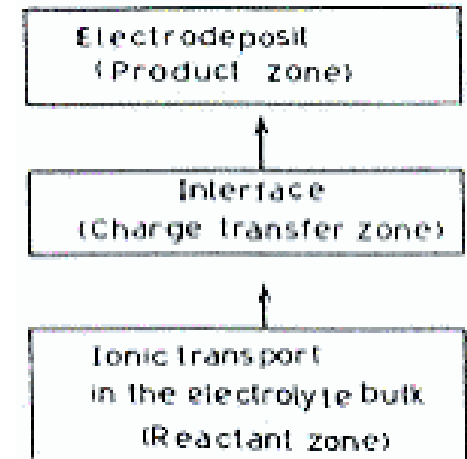 Electrodeposit
(Product zone)
Interface
(Charge transfer zone)
Ionic transport
in the electrolyte bulk
(Reactant zone)